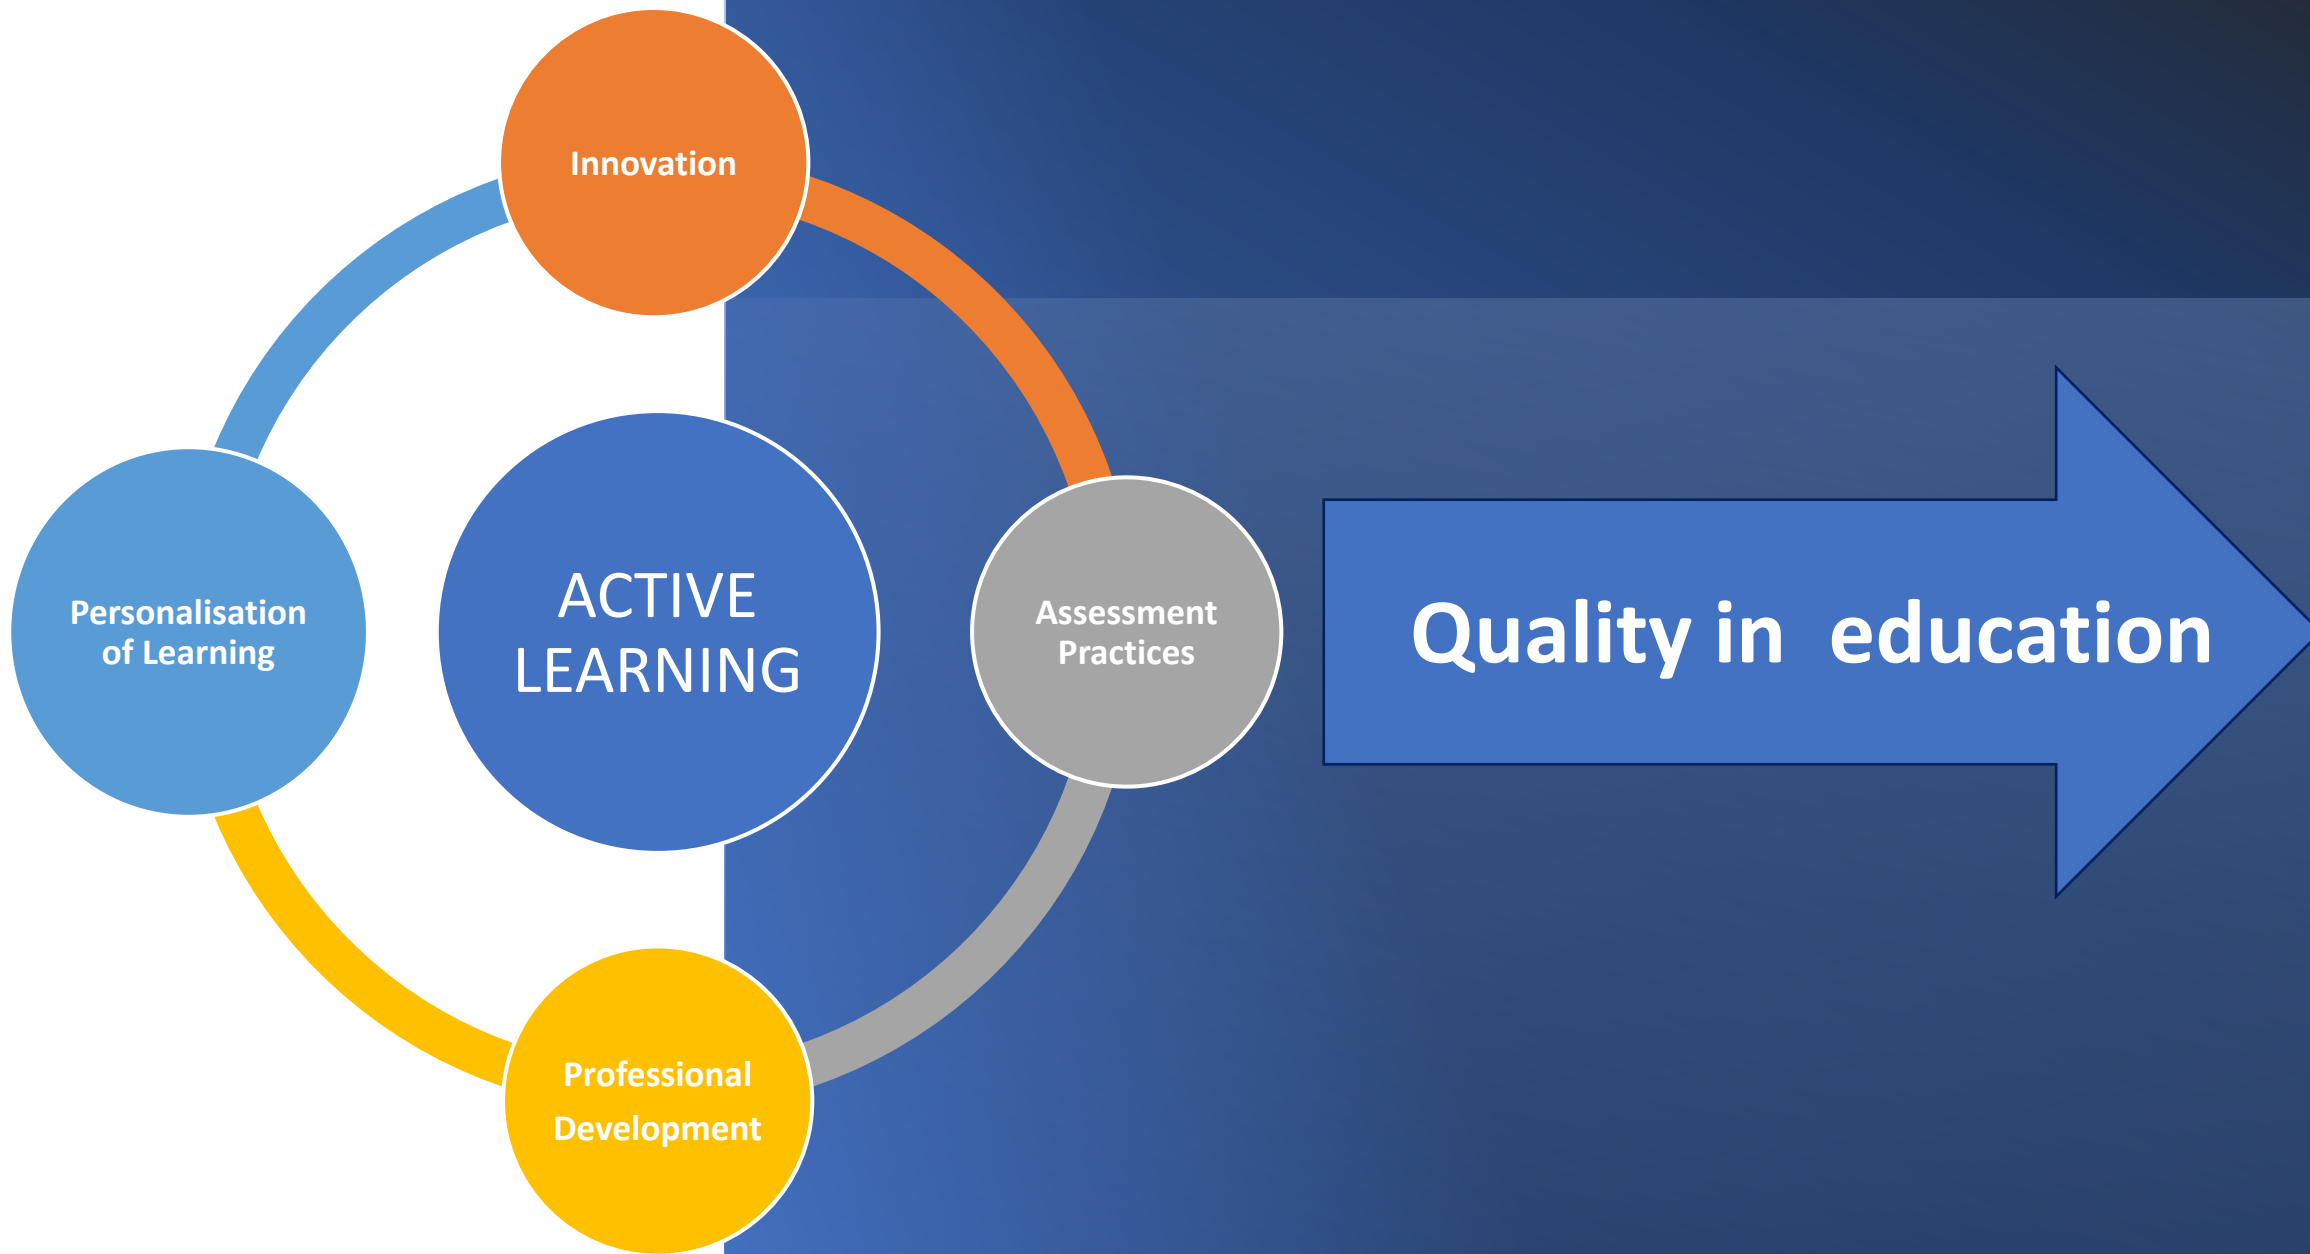 Innovation
Personalisation
of Learning
ACTIVE
LEARNING
Assessment
Practices
Quality in  education
Professional
Development